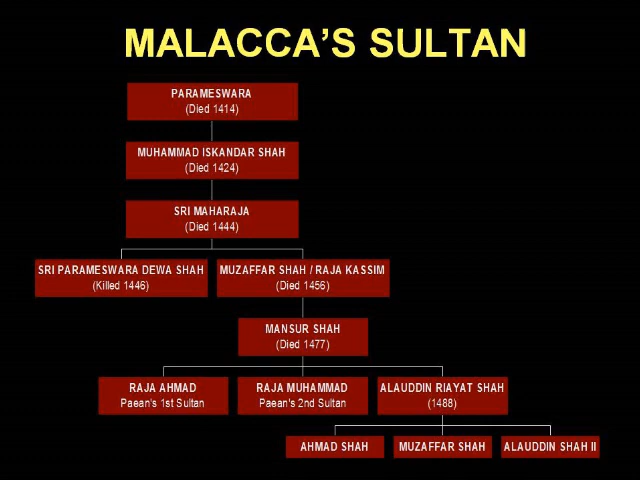 MALACCA'S SULTAN
PARAMESWARA
(Died 1414)
MUHAMMAD ISKANDAR SHAH
(Died 1424)
SRI MAHARAJA
(Died 1444)
SRI PARAMESWARA DEWA SHAH
(Killed 1446)
MUZAFFAR SHAH / RAJA KASSIM
(Died 1456)
MANSUR SHAH
(Died 1477)
RAJA AHMAD
Paean's 1st Sultan
RAJA MUHAMMAD
Paean's 2nd Sultan
ALAUDDIN RIAYAT SHAH
(1488)
AHMAD SHAH
MUZAFFAR SHAH
ALAUDDIN SHAH II